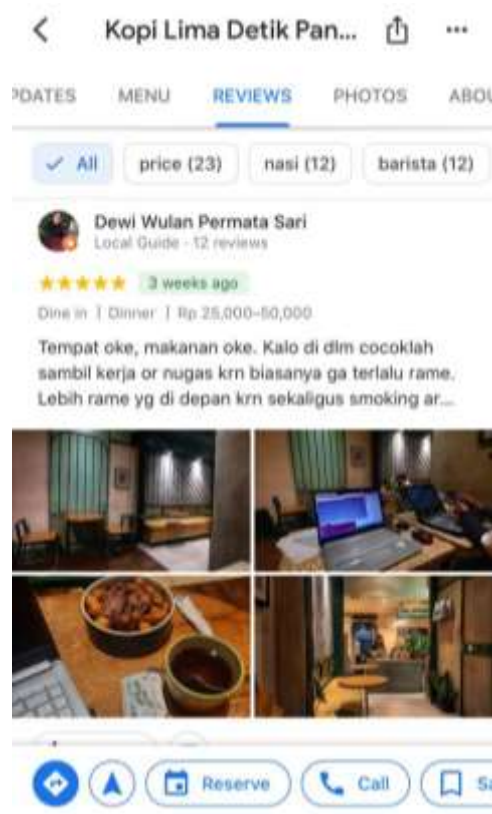 Kopi Lima Detik Pan...
PDATES MENU REVIEWS PHOTOS ABOU
All price (23) nasi (12) barista (12)
Dewi Wulan Permata Sari
Local Guide · 12 reviews
3 weeks ago
Dine in | Dinner | Rp 25,000–50,000
Tempat oke, makanan oke. Kalo di dlm cocoklah
sambil kerja or nugas krn biasanya ga terlalu rame.
Lebih rame yg di depan krn sekaligus smoking ar...
Reserve Call Sa